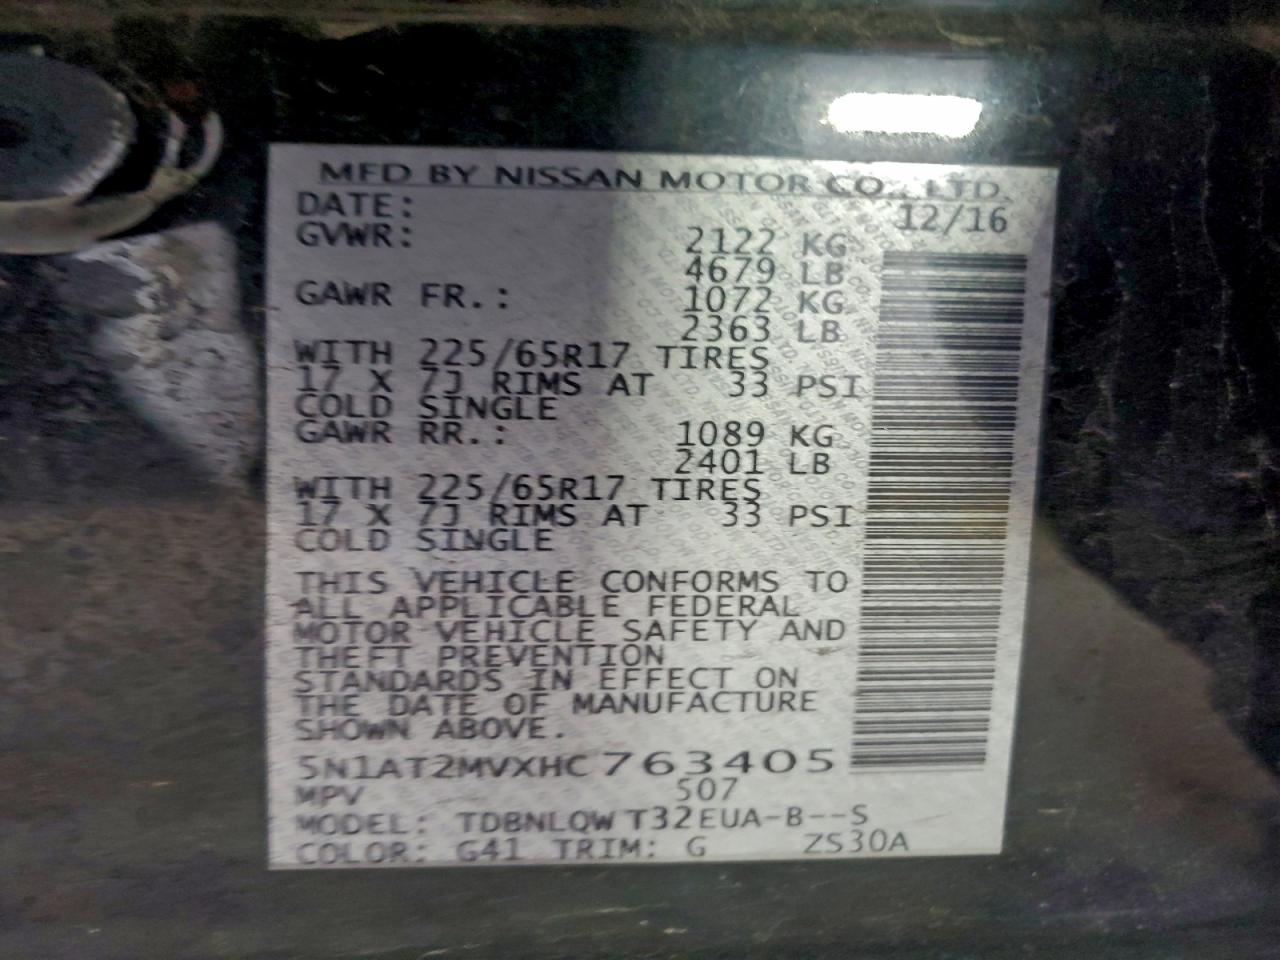 MFD BY NISSAN MOTOR CO., LTD.
DATE: 12/16
GVWR: 2122 KG
4679 LB
GAWR FR.: 1072 KG
2363 LB
WITH 225/65R17 TIRES
17 X 7J RIMS AT 33 PSI
COLD SINGLE
GAWR RR.: 1089 KG
2401 LB
WITH 225/65R17 TIRES
17 X 7J RIMS AT 33 PSI
COLD SINGLE
THIS VEHICLE CONFORMS TO
ALL APPLICABLE FEDERAL
MOTOR VEHICLE SAFETY AND
THEFT PREVENTION
STANDARDS IN EFFECT ON
THE DATE OF MANUFACTURE
SHOWN ABOVE.
5N1AT2MVXHC763405
MPV 507
MODEL: TDBNLQWT32EUA-B--S
COLOR: G41 TRIM: G ZS30A